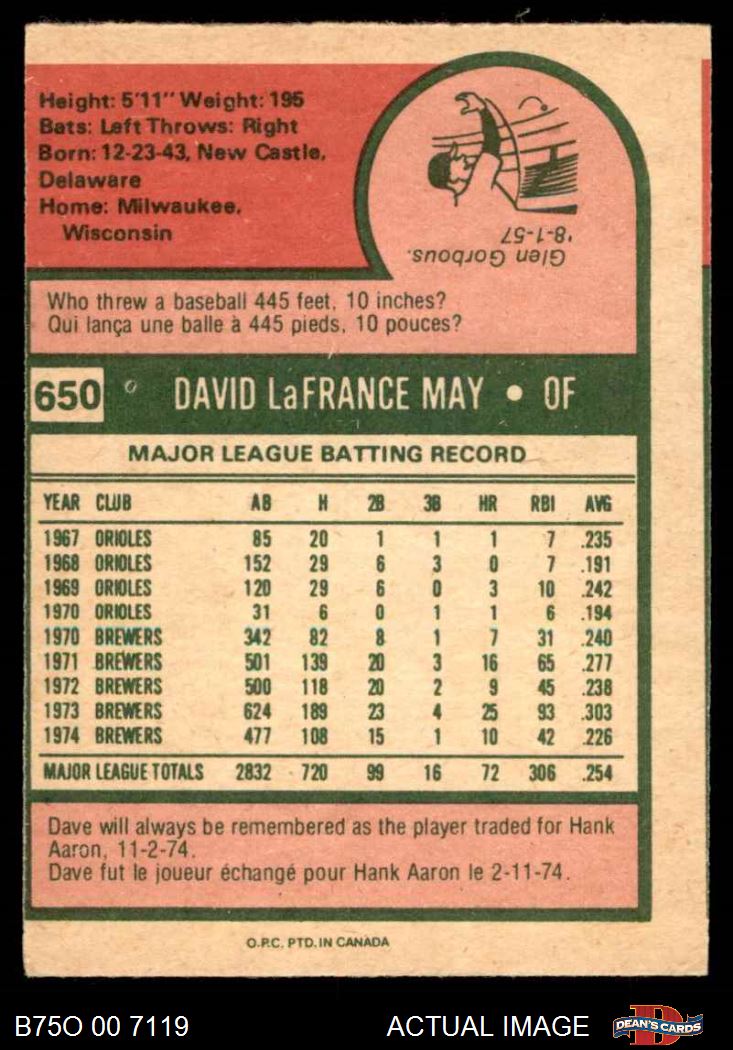 Height: 5'11" Weight: 195
Bats: Left Throws: Right
Born: 12-23-43, New Castle,
Delaware
Home: Milwaukee,
Wisconsin
Glen Gorbous.
'8-1-57
Who threw a baseball 445 feet, 10 inches?
Qui lança une balle à 445 pieds, 10 pouces?
650 DAVID LaFRANCE MAY • OF
MAJOR LEAGUE BATTING RECORD
YEAR CLUB AB H 2B 3B HR RBI AVG
1967 ORIOLES 85 20 1 1 1 7 .235
1968 ORIOLES 152 29 6 3 0 7 .191
1969 ORIOLES 120 29 6 0 3 10 .242
1970 ORIOLES 31 6 0 1 1 6 .194
1970 BREWERS 342 82 8 1 7 31 .240
1971 BREWERS 501 139 20 3 16 65 .277
1972 BREWERS 500 118 20 2 9 45 .238
1973 BREWERS 624 189 23 4 25 93 .303
1974 BREWERS 477 108 15 1 10 42 .226
MAJOR LEAGUE TOTALS 2832 720 99 16 72 306 .254
Dave will always be remembered as the player traded for Hank
Aaron, 11-2-74.
Dave fut le joueur échangé pour Hank Aaron le 2-11-74.
O.P.C. PTD. IN CANADA
B75O 00 7119 ACTUAL IMAGE DEAN'S CARDS